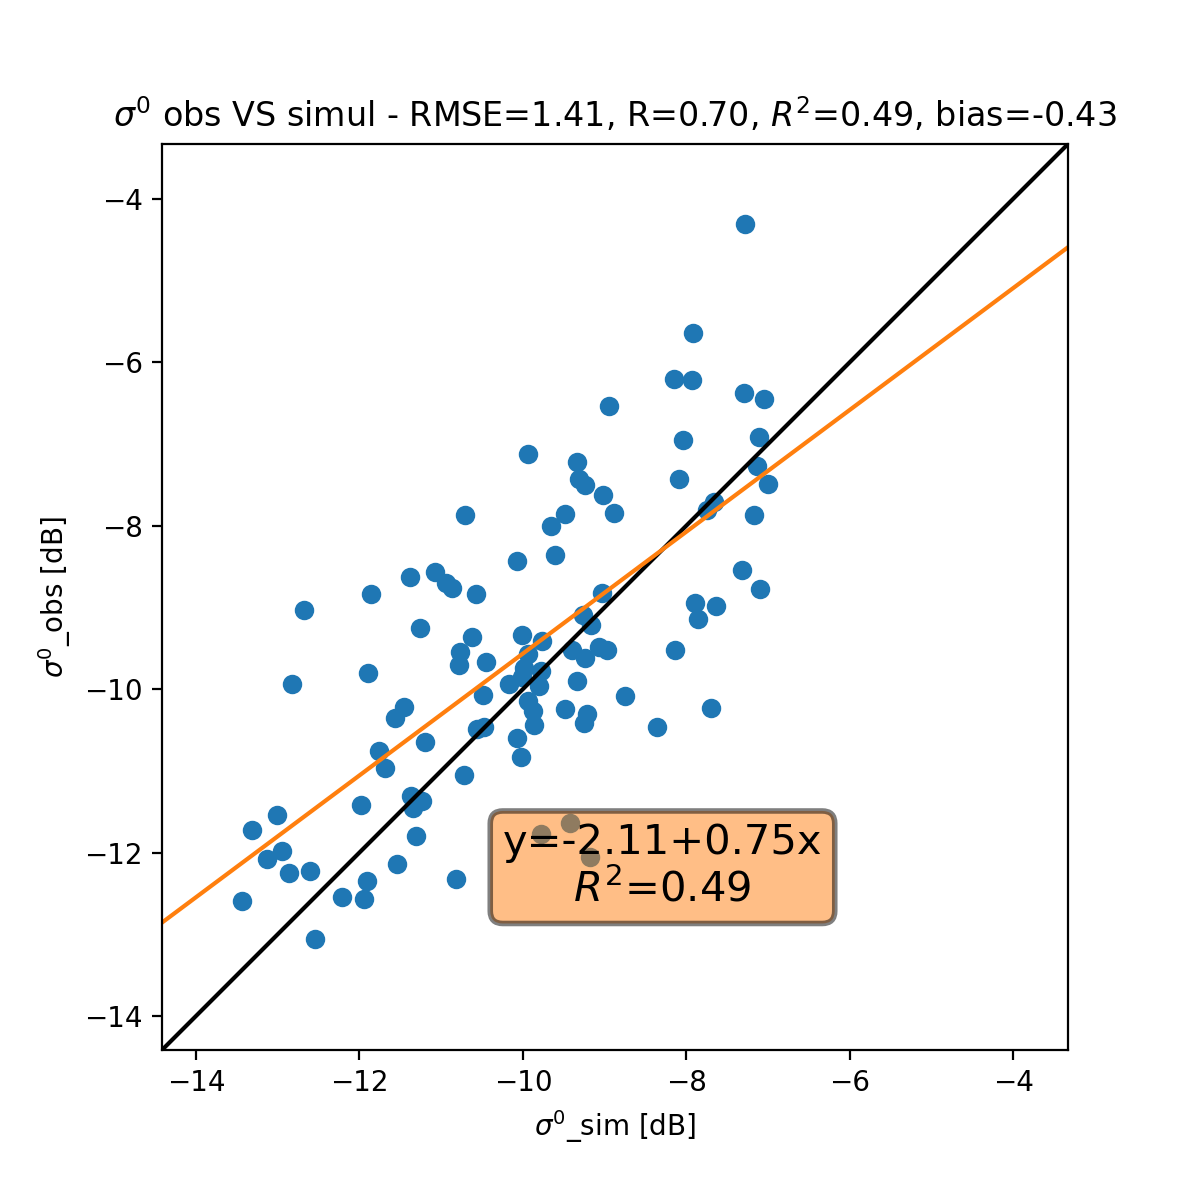 σ⁰ obs VS simul - RMSE=1.41, R=0.70, R²=0.49, bias=-0.43
−4
−6
−8
−10
−12
−14
σ⁰_obs [dB]
y=-2.11+0.75x
R²=0.49
−14 −12 −10 −8 −6 −4
σ⁰_sim [dB]